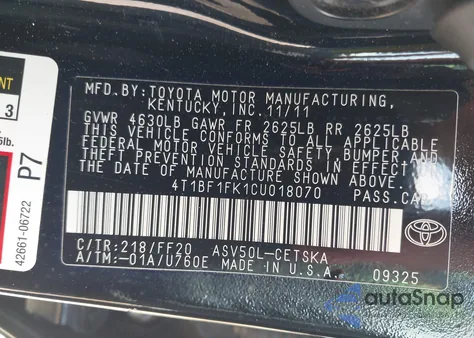 MFD.BY:TOYOTA MOTOR MANUFACTURING,
KENTUCKY,INC.11/11
GVWR 4630LB GAWR FR 2625LB RR 2625LB
THIS VEHICLE CONFORMS TO ALL APPLICABLE
FEDERAL MOTOR VEHICLE SAFETY,BUMPER,AND
THEFT PREVENTION STANDARDS IN EFFECT ON
THE DATE OF MANUFACTURE SHOWN ABOVE.
4T1BF1FK1CU018070 PASS.CAR
C/TR:218/FF20 ASV50L-CETSKA
A/TM:-01A/U760E MADE IN U.S.A.
09325
TOYOTA
3
lb.
P7
42661-06722
autoSnap